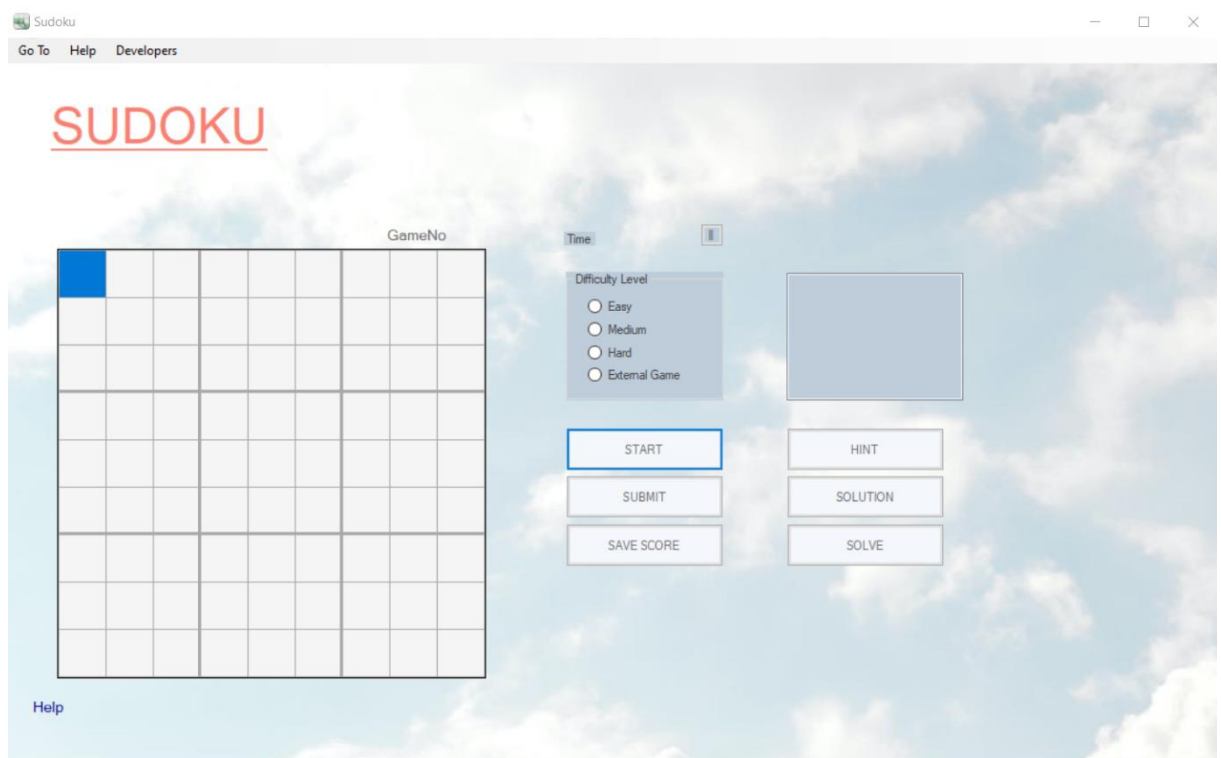 Sudoku
Go To Help Developers
SUDOKU
GameNo
Time
Difficulty Level
Easy
Medium
Hard
External Game
START
HINT
SUBMIT
SOLUTION
SAVE SCORE
SOLVE
Help